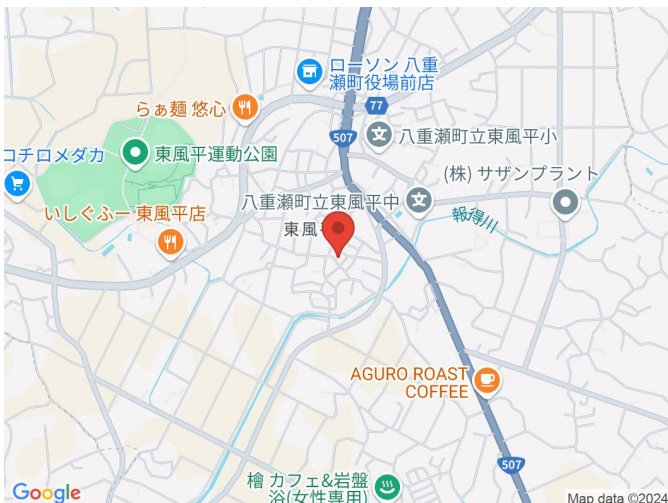 ローソン 八重
瀬町役場前店
らぁ麺 悠心
77
507
八重瀬町立東風平小
コチロメダカ
東風平運動公園
(株) サザンプラント
八重瀬町立東風平中
いしぐふー 東風平店
東風
報得川
AGURO ROAST
COFFEE
507
檜 カフェ&岩盤
浴(女性専用)
Google
Map data ©2024